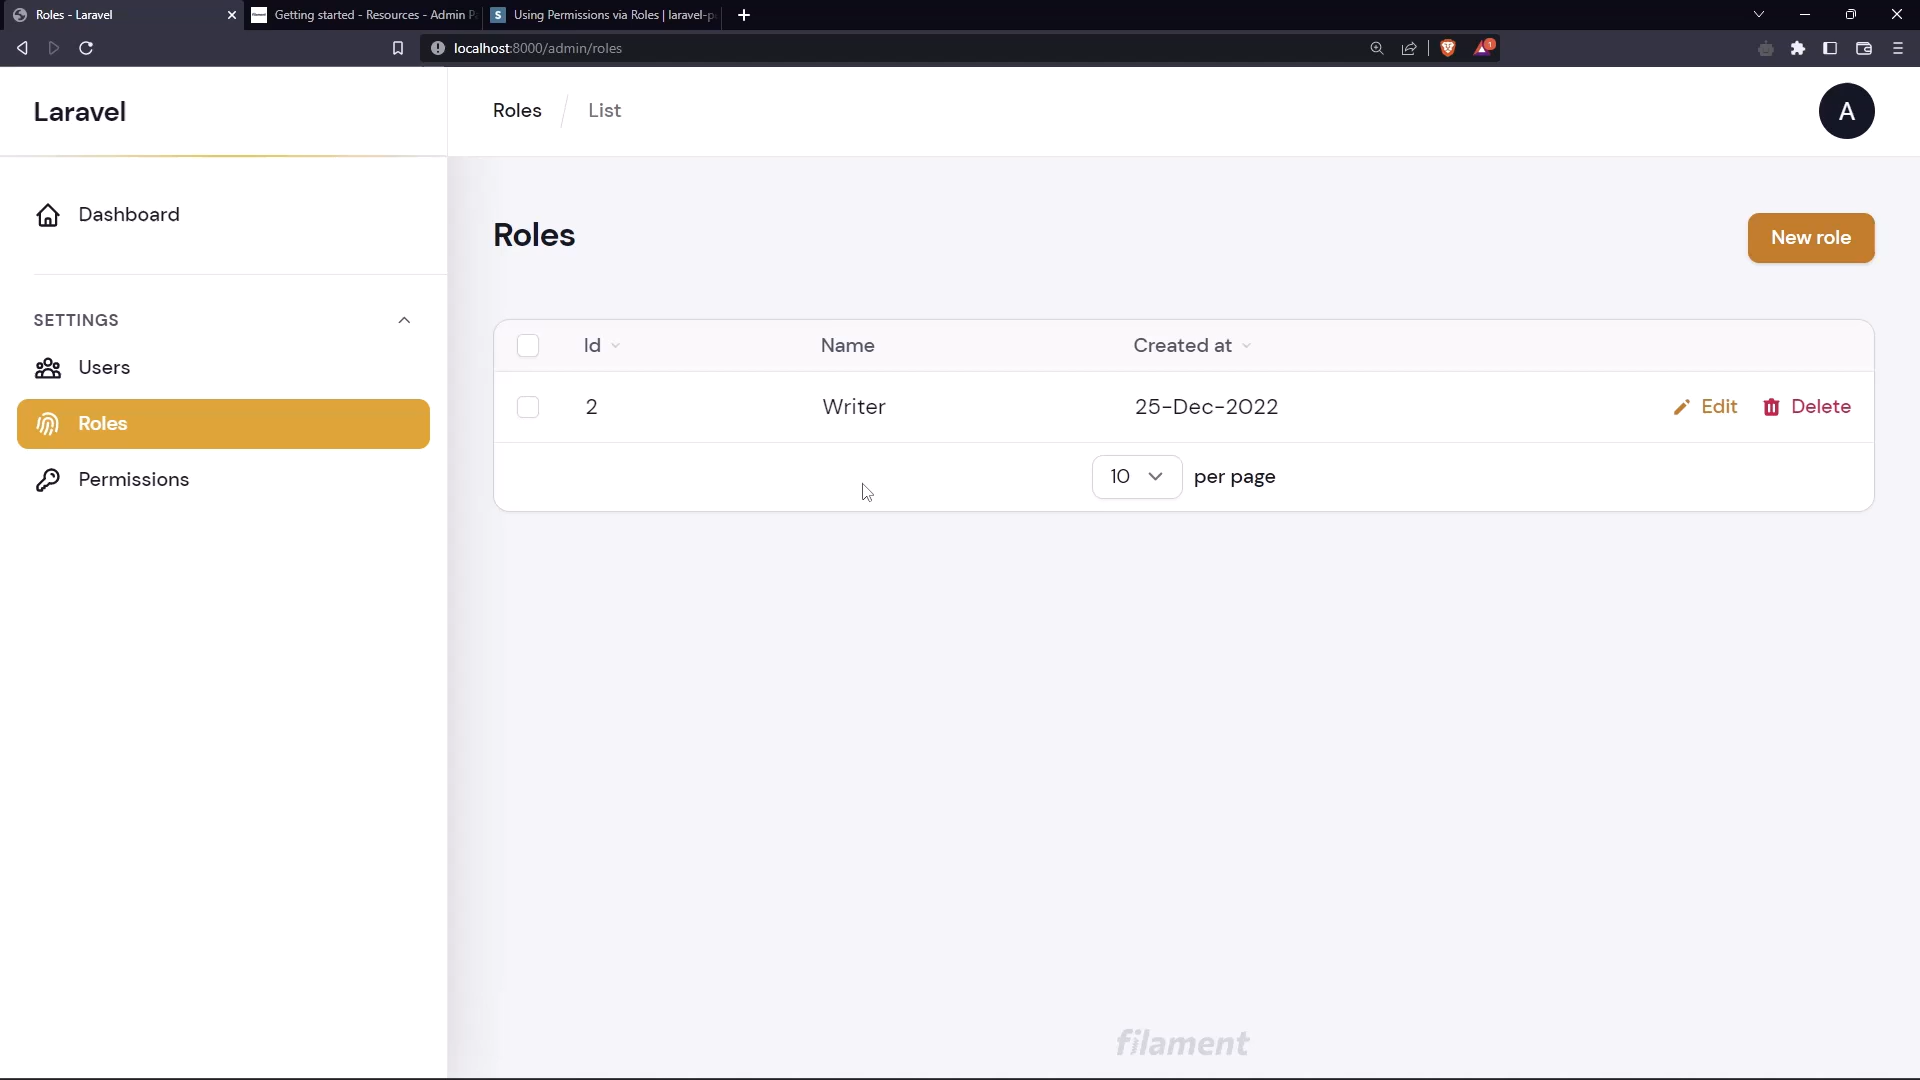 Roles - Laravel
Getting started - Resources - Admin P
S Using Permissions via Roles | laravel-p
localhost:8000/admin/roles
1
Laravel
Roles
List
A
Dashboard
Roles
New role
SETTINGS
Id
Name
Created at
Users
2
Writer
25-Dec-2022
Edit
Delete
Roles
Permissions
10
per page
filament